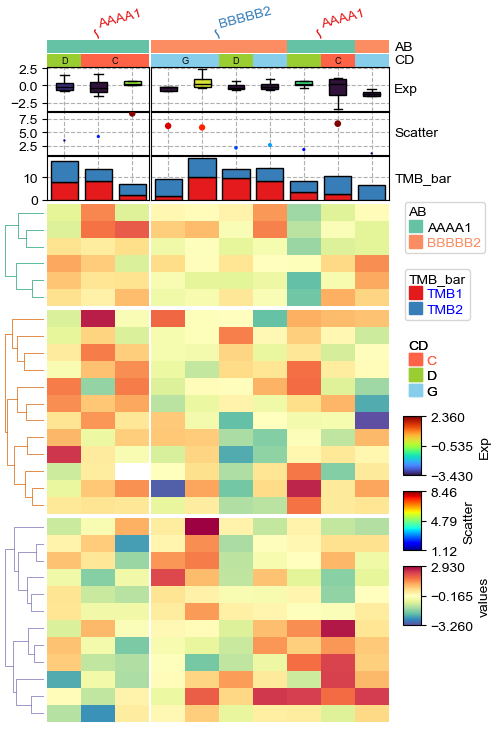 AAAA1 BBBBB2 AAAA1
AB
D C G D C CD
2.5
0.0 Exp
−2.5
7.5
5.0 Scatter
2.5
10 TMB_bar
0
AB
AAAA1
BBBBB2
TMB_bar
TMB1
TMB2
CD
C
D
G
2.360
−0.535
−3.430
Exp
8.46
4.79
1.12
Scatter
2.930
−0.165
−3.260
values